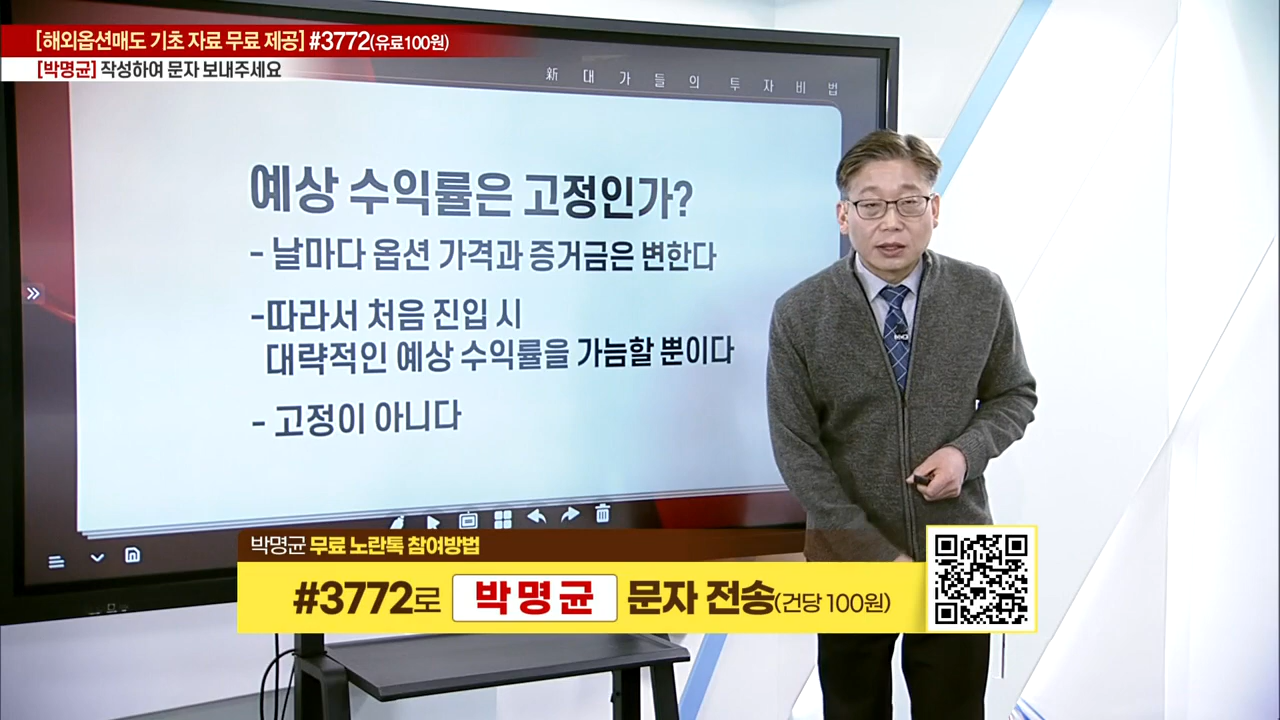 [해외옵션매도 기초 자료 무료 제공] #3772(유료100원)
[박명균] 작성하여 문자 보내주세요
新 대가들의 투자비법
예상 수익률은 고정인가?
- 날마다 옵션 가격과 증거금은 변한다
-따라서 처음 진입 시
대략적인 예상 수익률을 가늠할 뿐이다
- 고정이 아니다
박명균 무료 노란톡 참여방법
#3772로 박명균 문자 전송(건당 100원)